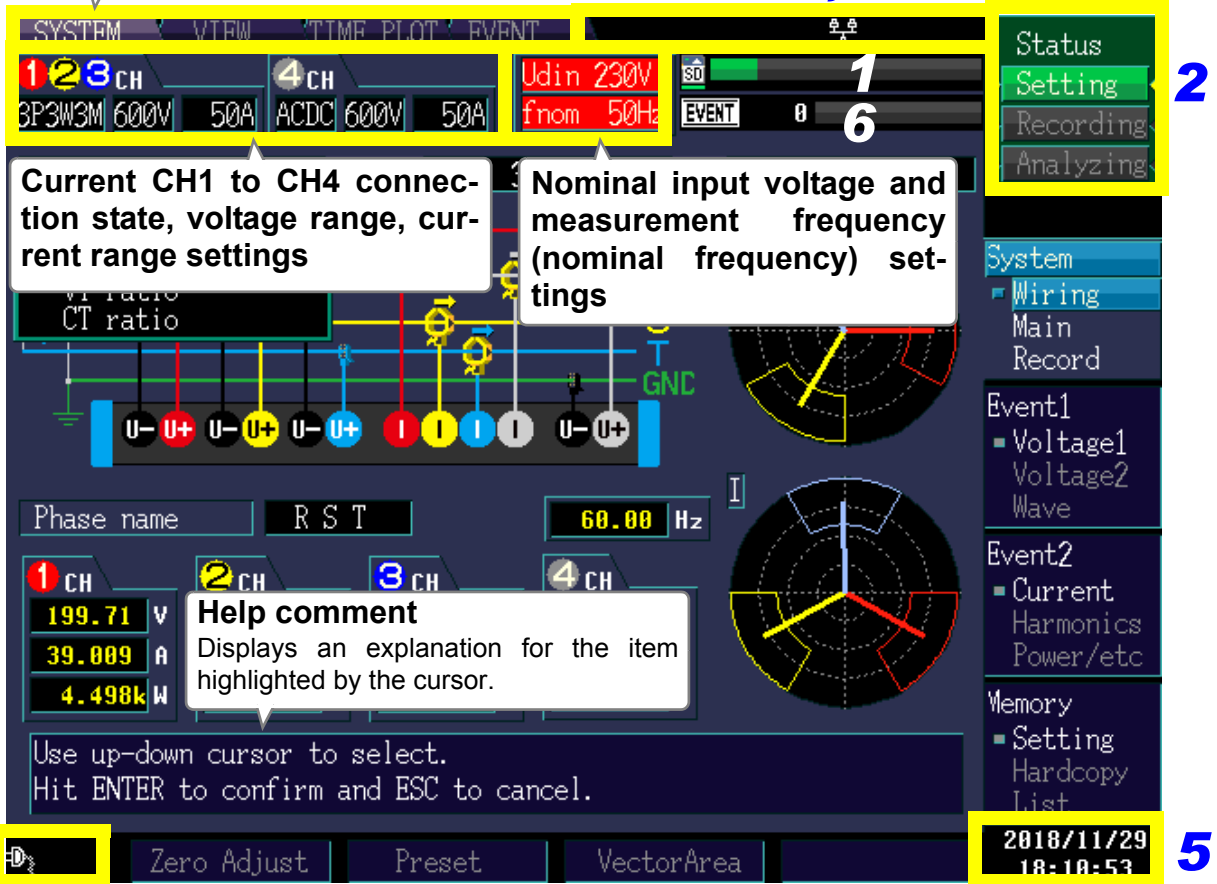 SYSTEM VIEW TIME PLOT EVENT
1 2 3 CH 4 CH
3P3W3M 600V 50A ACDC 600V 50A
Udin 230V
fnom 50Hz
SD 1
EVENT 0 6
Status
Setting
Recording
Analyzing
2
Current CH1 to CH4 connec-
tion state, voltage range, cur-
rent range settings
Nominal input voltage and
measurement frequency
(nominal frequency) set-
tings
CT ratio
T
GND
U- U+ U- U+ U- U+ I I I I U- U+
Phase name R S T 60.00 Hz
I
1 CH 2 CH 3 CH 4 CH
199.71 V
39.009 A
4.498k W
Help comment
Displays an explanation for the item
highlighted by the cursor.
Use up-down cursor to select.
Hit ENTER to confirm and ESC to cancel.
Zero Adjust Preset VectorArea
System
Wiring
Main
Record
Event1
Voltage1
Voltage2
Wave
Event2
Current
Harmonics
Power/etc
Memory
Setting
Hardcopy
List
2018/11/29
18:10:53
5